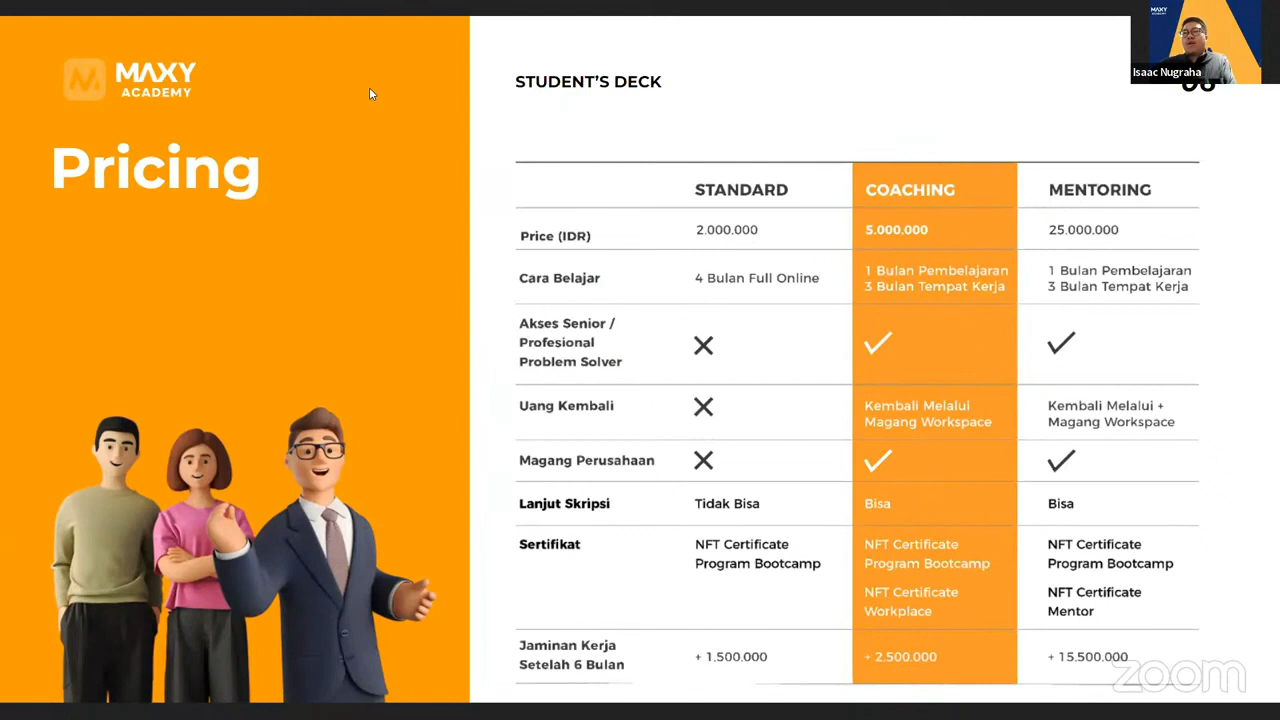 MAXY
ACADEMY
Pricing
STUDENT'S DECK
MAXY
ACADEMY
Isaac Nugraha
STANDARD
COACHING
MENTORING
Price (IDR)
2.000.000
5.000.000
25.000.000
Cara Belajar
4 Bulan Full Online
1 Bulan Pembelajaran
3 Bulan Tempat Kerja
1 Bulan Pembelajaran
3 Bulan Tempat Kerja
Akses Senior /
Profesional
Problem Solver
Uang Kembali
Kembali Melalui
Magang Workspace
Kembali Melalui +
Magang Workspace
Magang Perusahaan
Lanjut Skripsi
Tidak Bisa
Bisa
Bisa
Sertifikat
NFT Certificate
Program Bootcamp
NFT Certificate
Program Bootcamp
NFT Certificate
Workplace
NFT Certificate
Program Bootcamp
NFT Certificate
Mentor
Jaminan Kerja
Setelah 6 Bulan
+ 1.500.000
+ 2.500.000
+ 15.500.000
zoom